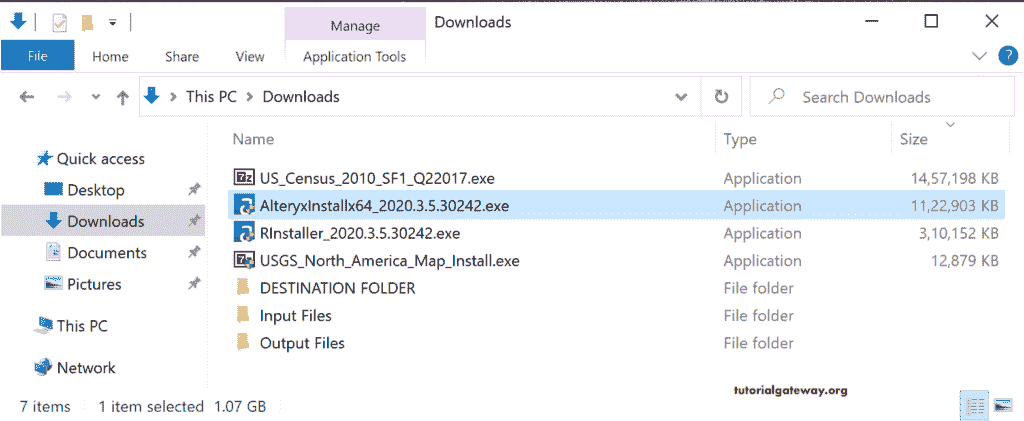 Manage Downloads
File Home Share View Application Tools ?
This PC > Downloads Search Downloads
Name Type Size
Quick access
Desktop
Downloads
Documents
Pictures
This PC
Network
US_Census_2010_SF1_Q22017.exe Application 14,57,198 KB
AlteryxInstallx64_2020.3.5.30242.exe Application 11,22,903 KB
RInstaller_2020.3.5.30242.exe Application 3,10,152 KB
USGS_North_America_Map_Install.exe Application 12,879 KB
DESTINATION FOLDER File folder
Input Files File folder
Output Files File folder
tutorialgateway.org
7 items 1 item selected 1.07 GB